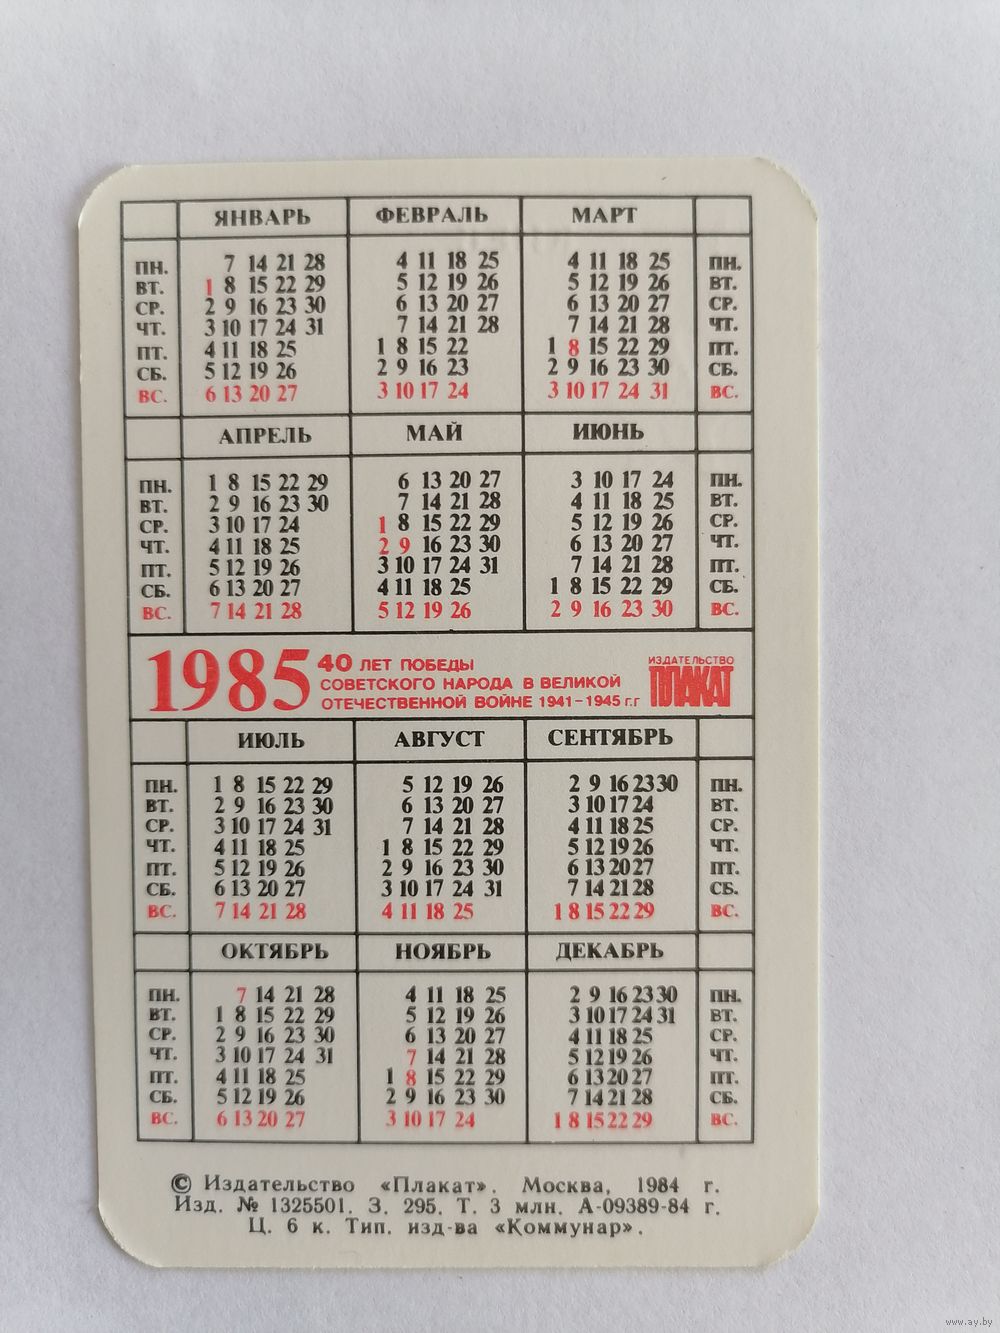 ЯНВАРЬ ФЕВРАЛЬ МАРТ
ПН. 7 14 21 28 4 11 18 25 4 11 18 25 ПН.
ВТ. 1 8 15 22 29 5 12 19 26 5 12 19 26 ВТ.
СР. 2 9 16 23 30 6 13 20 27 6 13 20 27 СР.
ЧТ. 3 10 17 24 31 7 14 21 28 7 14 21 28 ЧТ.
ПТ. 4 11 18 25 1 8 15 22 1 8 15 22 29 ПТ.
СБ. 5 12 19 26 2 9 16 23 2 9 16 23 30 СБ.
ВС. 6 13 20 27 3 10 17 24 3 10 17 24 31 ВС.
АПРЕЛЬ МАЙ ИЮНЬ
ПН. 1 8 15 22 29 6 13 20 27 3 10 17 24 ПН.
ВТ. 2 9 16 23 30 7 14 21 28 4 11 18 25 ВТ.
СР. 3 10 17 24 1 8 15 22 29 5 12 19 26 СР.
ЧТ. 4 11 18 25 2 9 16 23 30 6 13 20 27 ЧТ.
ПТ. 5 12 19 26 3 10 17 24 31 7 14 21 28 ПТ.
СБ. 6 13 20 27 4 11 18 25 1 8 15 22 29 СБ.
ВС. 7 14 21 28 5 12 19 26 2 9 16 23 30 ВС.
1985 40 ЛЕТ ПОБЕДЫ
СОВЕТСКОГО НАРОДА В ВЕЛИКОЙ
ОТЕЧЕСТВЕННОЙ ВОЙНЕ 1941-1945 г.г
ИЗДАТЕЛЬСТВО
ПЛАКАТ
ИЮЛЬ АВГУСТ СЕНТЯБРЬ
ПН. 1 8 15 22 29 5 12 19 26 2 9 16 23 30 ПН.
ВТ. 2 9 16 23 30 6 13 20 27 3 10 17 24 ВТ.
СР. 3 10 17 24 31 7 14 21 28 4 11 18 25 СР.
ЧТ. 4 11 18 25 1 8 15 22 29 5 12 19 26 ЧТ.
ПТ. 5 12 19 26 2 9 16 23 30 6 13 20 27 ПТ.
СБ. 6 13 20 27 3 10 17 24 31 7 14 21 28 СБ.
ВС. 7 14 21 28 4 11 18 25 1 8 15 22 29 ВС.
ОКТЯБРЬ НОЯБРЬ ДЕКАБРЬ
ПН. 7 14 21 28 4 11 18 25 2 9 16 23 30 ПН.
ВТ. 1 8 15 22 29 5 12 19 26 3 10 17 24 31 ВТ.
СР. 2 9 16 23 30 6 13 20 27 4 11 18 25 СР.
ЧТ. 3 10 17 24 31 7 14 21 28 5 12 19 26 ЧТ.
ПТ. 4 11 18 25 1 8 15 22 29 6 13 20 27 ПТ.
СБ. 5 12 19 26 2 9 16 23 30 7 14 21 28 СБ.
ВС. 6 13 20 27 3 10 17 24 1 8 15 22 29 ВС.
© Издательство «Плакат». Москва, 1984 г.
Изд. № 1325501. З. 295. Т. 3 млн. А-09389-84 г.
Ц. 6 к. Тип. изд-ва «Коммунар».
www.ay.by